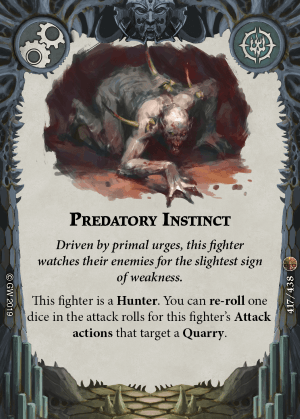 PREDATORY INSTINCT
Driven by primal urges, this fighter
watches their enemies for the slightest sign
of weakness.
This fighter is a Hunter. You can re-roll one
dice in the attack rolls for this fighter’s Attack
actions that target a Quarry.
© GW 2019
417/438